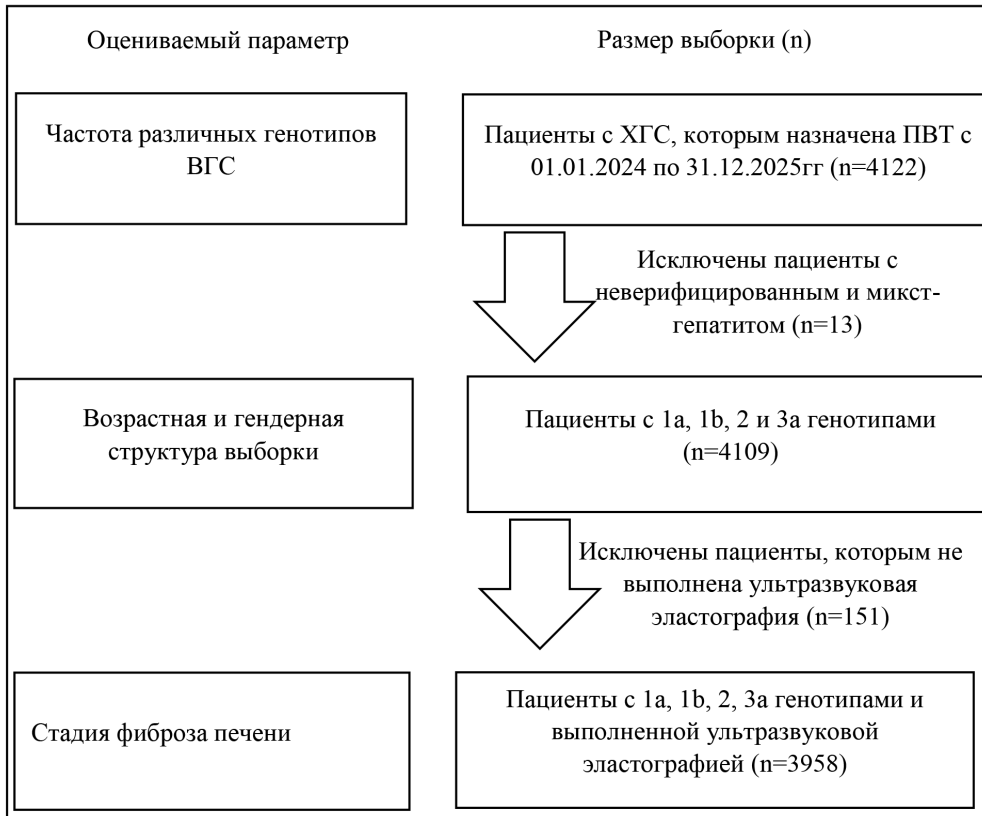 Оцениваемый параметр
Размер выборки (n)
Частота различных генотипов
ВГС
Пациенты с ХГС, которым назначена ПВТ с
01.01.2024 по 31.12.2025гг (n=4122)
Исключены пациенты с
неверифицированным и микст-
гепатитом (n=13)
Возрастная и гендерная
структура выборки
Пациенты с 1a, 1b, 2 и 3a генотипами
(n=4109)
Исключены пациенты, которым не
выполнена ультразвуковая
эластография (n=151)
Стадия фиброза печени
Пациенты с 1a, 1b, 2, 3a генотипами и
выполненной ультразвуковой
эластографией (n=3958)